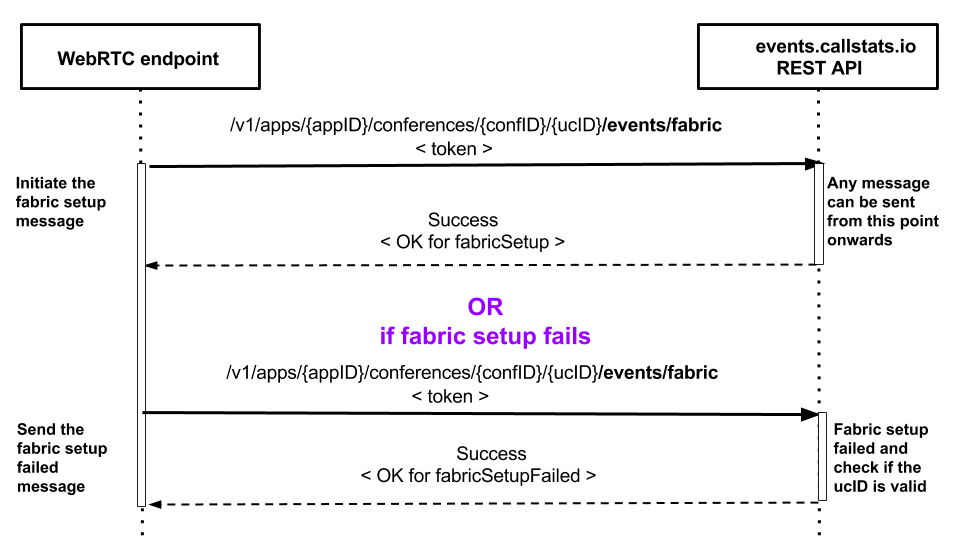 WebRTC endpoint
events.callstats.io
REST API
/v1/apps/{appID}/conferences/{confID}/{ucID}/events/fabric
< token >
Initiate the
fabric setup
message
Any message
can be sent
from this point
onwards
Success
< OK for fabricSetup >
OR
if fabric setup fails
/v1/apps/{appID}/conferences/{confID}/{ucID}/events/fabric
< token >
Send the
fabric setup
failed
message
Fabric setup
failed and
check if the
ucID is valid
Success
< OK for fabricSetupFailed >